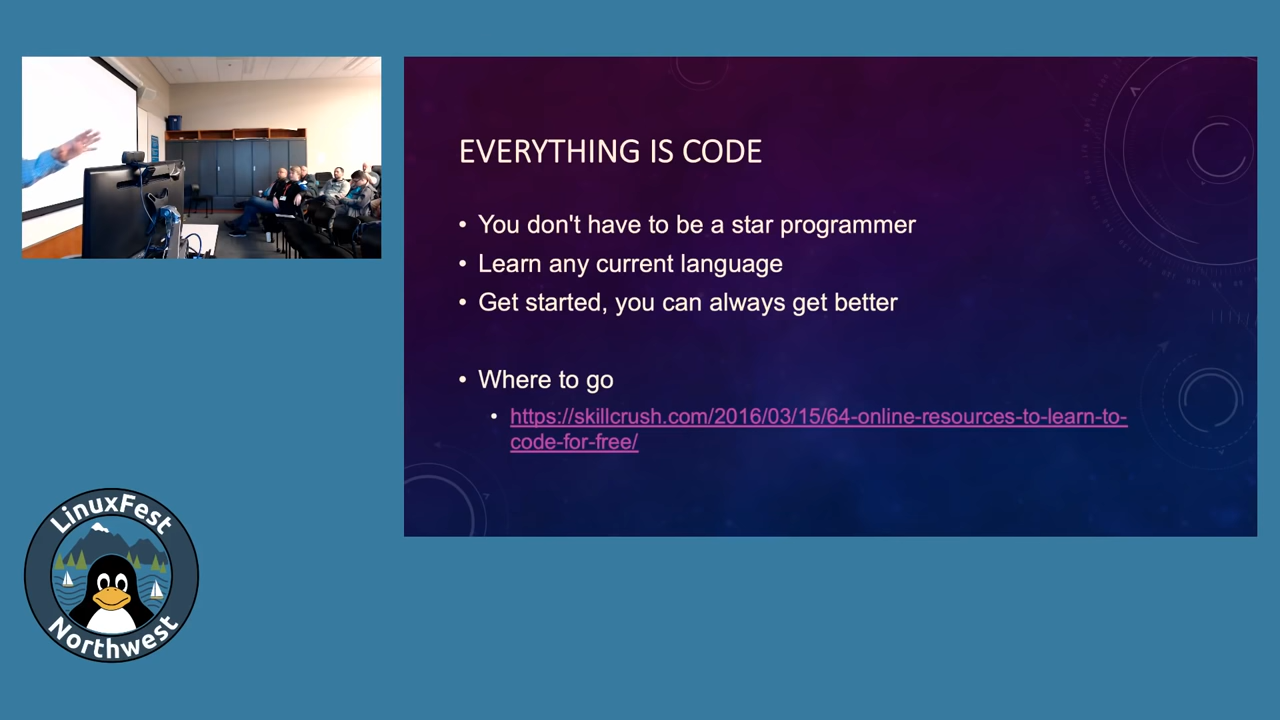 EVERYTHING IS CODE
• You don't have to be a star programmer
• Learn any current language
• Get started, you can always get better
• Where to go
• https://skillcrush.com/2016/03/15/64-online-resources-to-learn-to-
code-for-free/
LinuxFest
Northwest